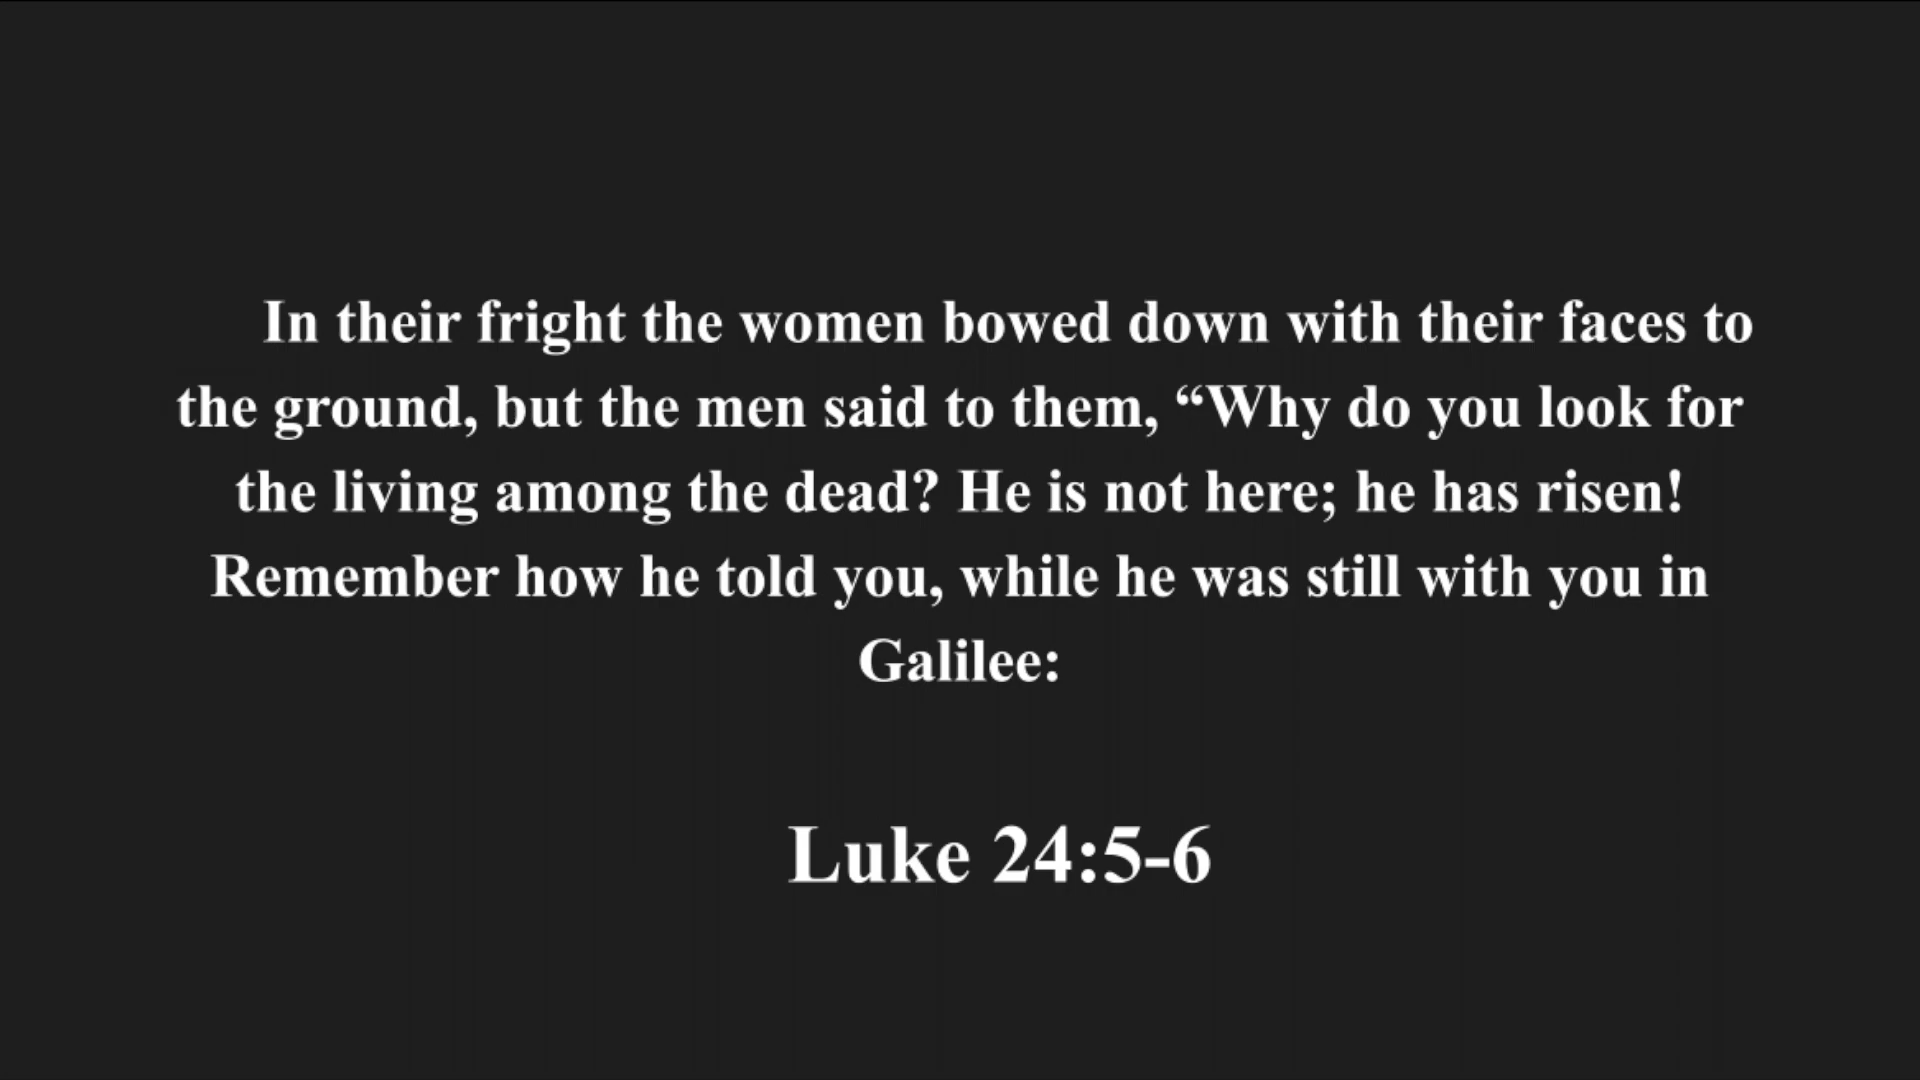 In their fright the women bowed down with their faces to
the ground, but the men said to them, “Why do you look for
the living among the dead? He is not here; he has risen!
Remember how he told you, while he was still with you in
Galilee:
Luke 24:5-6